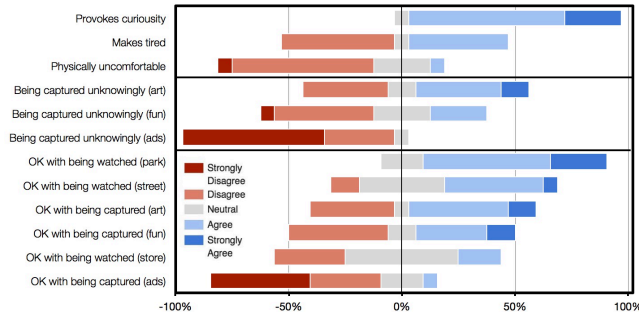 Provokes curiousity
Makes tired
Physically uncomfortable
Being captured unknowingly (art)
Being captured unknowingly (fun)
Being captured unknowingly (ads)
OK with being watched (park)
OK with being watched (street)
OK with being captured (art)
OK with being captured (fun)
OK with being watched (store)
OK with being captured (ads)
Strongly
Disagree
Disagree
Neutral
Agree
Strongly
Agree
-100% -50% 0% 50% 100%